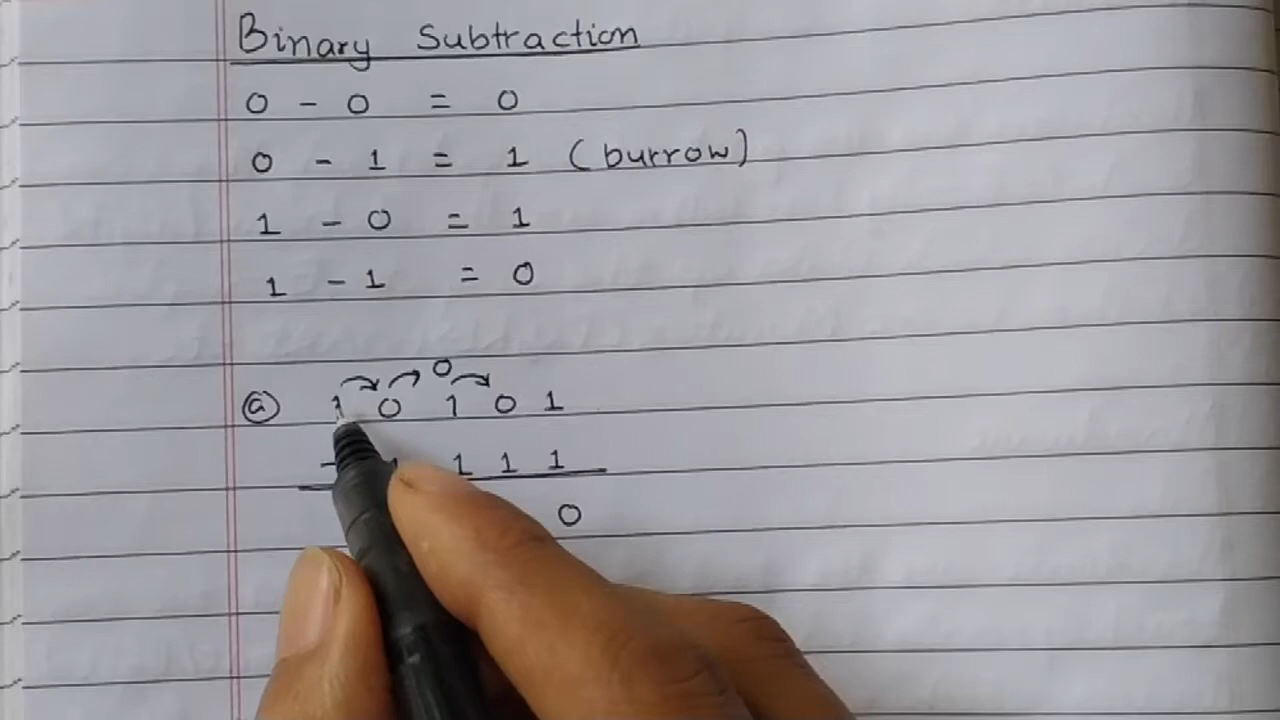 Binary Subtraction
0 - 0 = 0
0 - 1 = 1 (burrow)
1 - 0 = 1
1 - 1 = 0
0
ⓐ 1 0 1 0 1
- 1 1 1
0